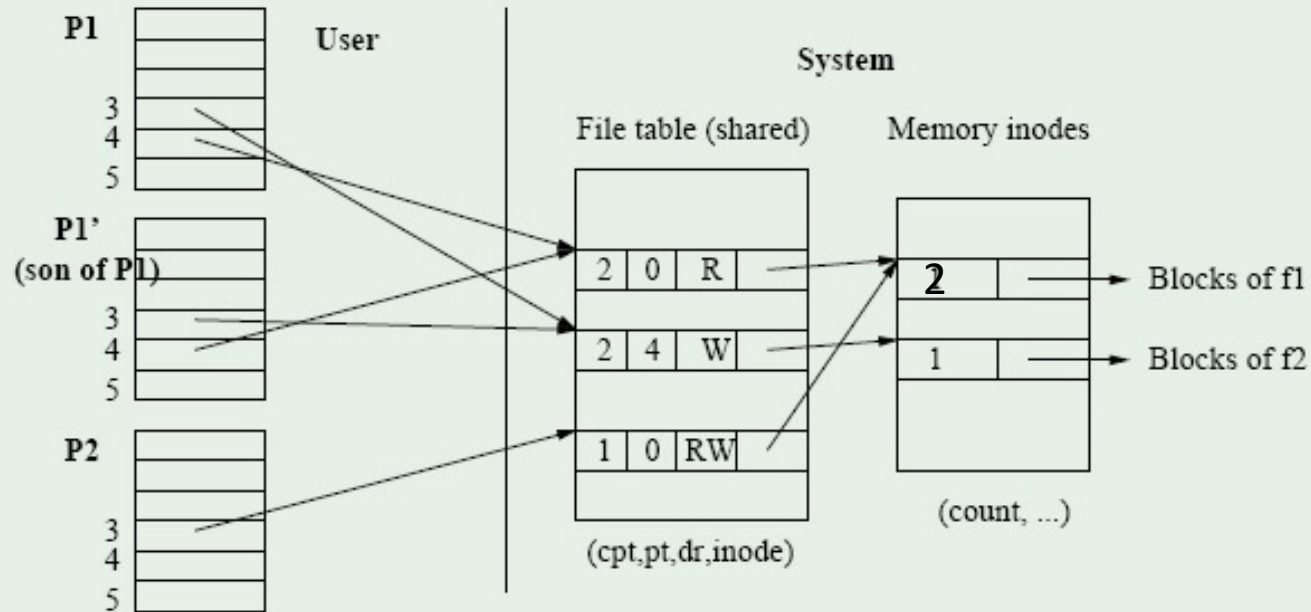 P1
User
System
3
4
5
File table (shared)
Memory inodes
P1'
(son of P1)
3
4
5
2 0 R
2
Blocks of f1
2 4 W
1
Blocks of f2
P2
3
4
5
1 0 RW
(count, ...)
(cpt,pt,dr,inode)